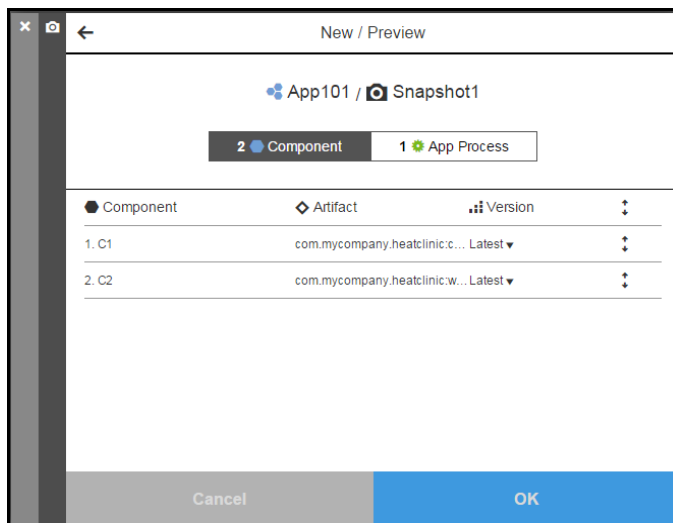 New / Preview
App101 / Snapshot1
2 Component 1 App Process
Component Artifact Version
1. C1 com.mycompany.heatclinic:c... Latest
2. C2 com.mycompany.heatclinic:w... Latest
Cancel OK